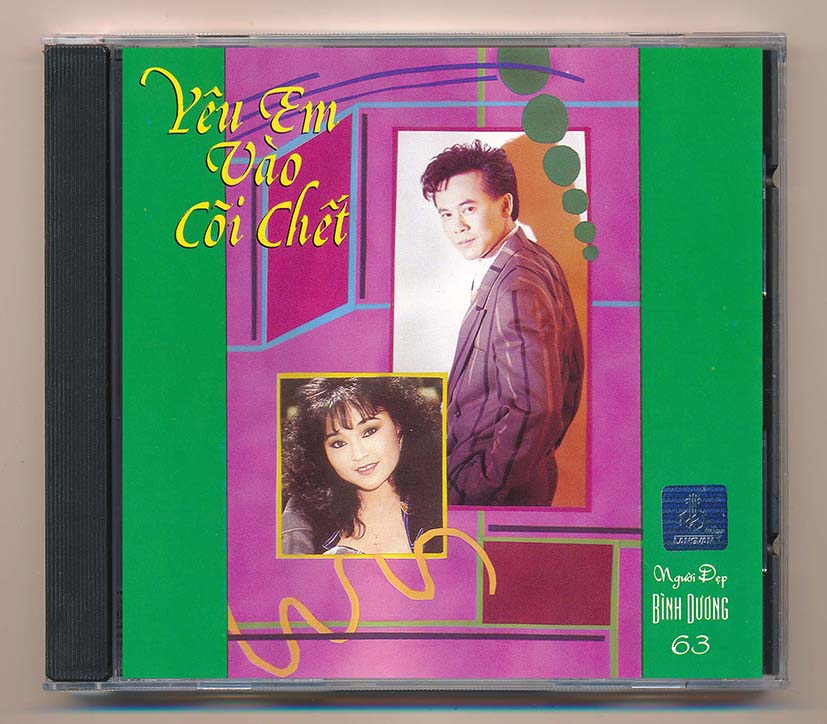 Yêu Em
Vào
Cõi Chết
Người Đẹp
BÌNH DƯƠNG
63